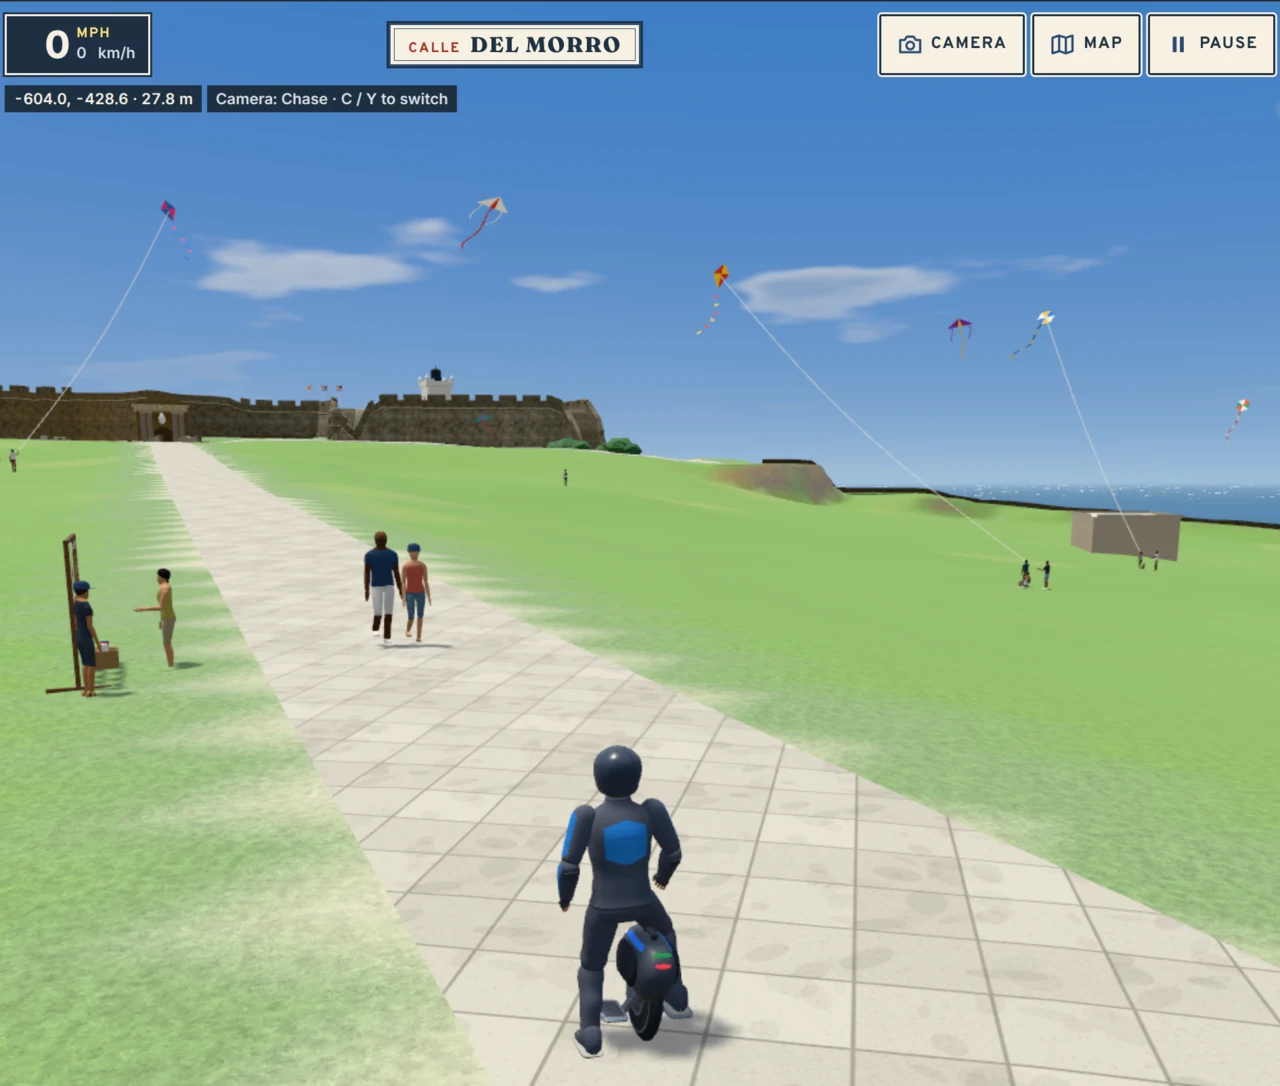 0 MPH
0 km/h
CALLE DEL MORRO
CAMERA
MAP
PAUSE
-604.0, -428.6 · 27.8 m
Camera: Chase · C / Y to switch